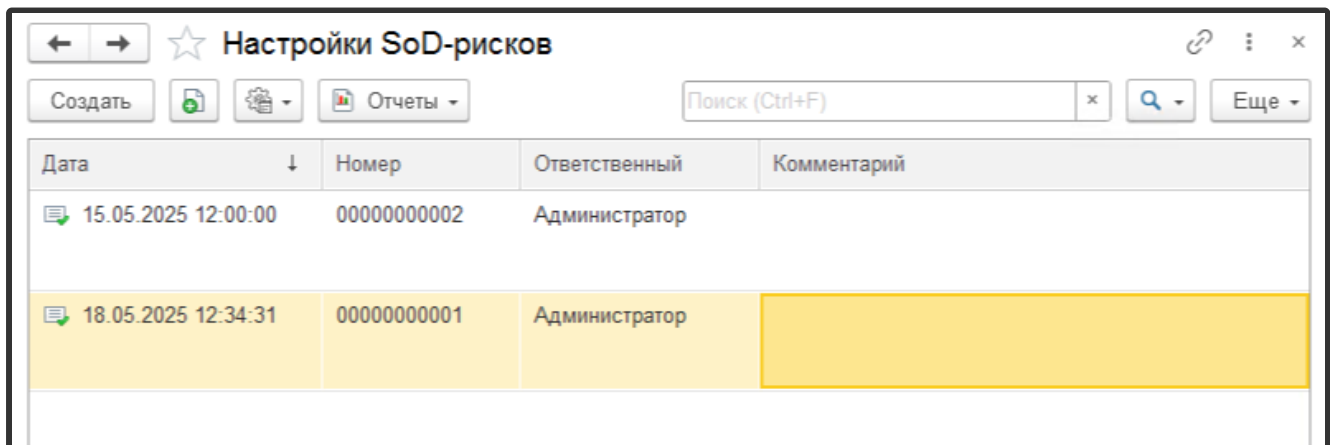 Настройки SoD-рисков
Создать Отчеты Поиск (Ctrl+F) × Еще
Дата ↓ Номер Ответственный Комментарий
15.05.2025 12:00:00 00000000002 Администратор
18.05.2025 12:34:31 00000000001 Администратор